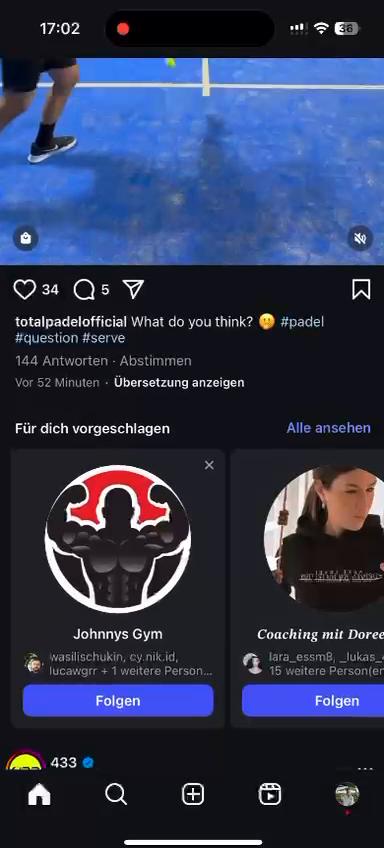 17:02
36
34
5
totalpadelofficial What do you think? 🤫 #padel
#question #serve
144 Antworten · Abstimmen
Vor 52 Minuten · Übersetzung anzeigen
Für dich vorgeschlagen
Alle ansehen
Johnnys Gym
wasilischukin, cy.nik.id,
lucawgrr + 1 weitere Person...
Folgen
Coaching mit Doree
lara_essmß, _lukas_
15 weitere Person(en
Folgen
433